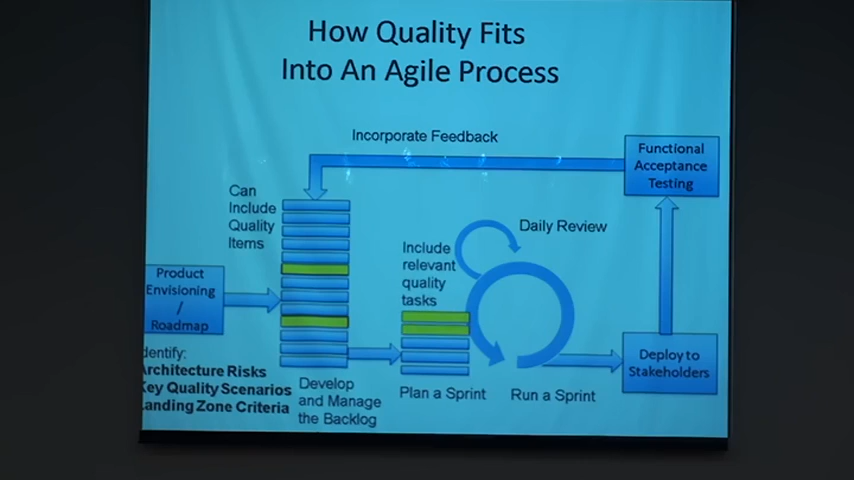 How Quality Fits
Into An Agile Process
Incorporate Feedback
Functional
Acceptance
Testing
Can
Include
Quality
Items
Daily Review
Include
relevant
quality
tasks
Product
Envisioning
/
Roadmap
Deploy to
Stakeholders
dentify:
Architecture Risks
Key Quality Scenarios
Landing Zone Criteria
Develop
and Manage
the Backlog
Plan a Sprint
Run a Sprint